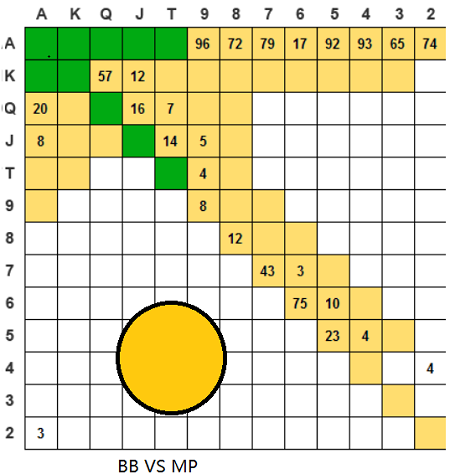 A K Q J T 9 8 7 6 5 4 3 2
A 96 72 79 17 92 93 65 74
K 57 12
Q 20 16 7
J 8 14 5
T 4
9 8
8 12
7 43 3
6 75 10
5 23 4
4 4
3
2 3
BB VS MP